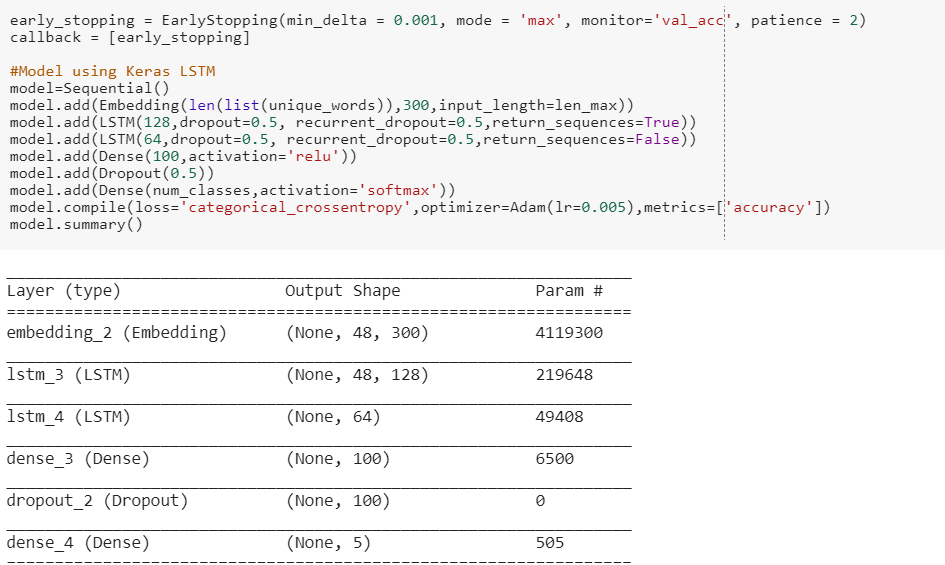 early_stopping = EarlyStopping(min_delta = 0.001, mode = 'max', monitor='val_acc', patience = 2)
callback = [early_stopping]
#Model using Keras LSTM
model=Sequential()
model.add(Embedding(len(list(unique_words)),300,input_length=len_max))
model.add(LSTM(128,dropout=0.5, recurrent_dropout=0.5,return_sequences=True))
model.add(LSTM(64,dropout=0.5, recurrent_dropout=0.5,return_sequences=False))
model.add(Dense(100,activation='relu'))
model.add(Dropout(0.5))
model.add(Dense(num_classes,activation='softmax'))
model.compile(loss='categorical_crossentropy',optimizer=Adam(lr=0.005),metrics=['accuracy'])
model.summary()
Layer (type) Output Shape Param #
embedding_2 (Embedding) (None, 48, 300) 4119300
lstm_3 (LSTM) (None, 48, 128) 219648
lstm_4 (LSTM) (None, 64) 49408
dense_3 (Dense) (None, 100) 6500
dropout_2 (Dropout) (None, 100) 0
dense_4 (Dense) (None, 5) 505